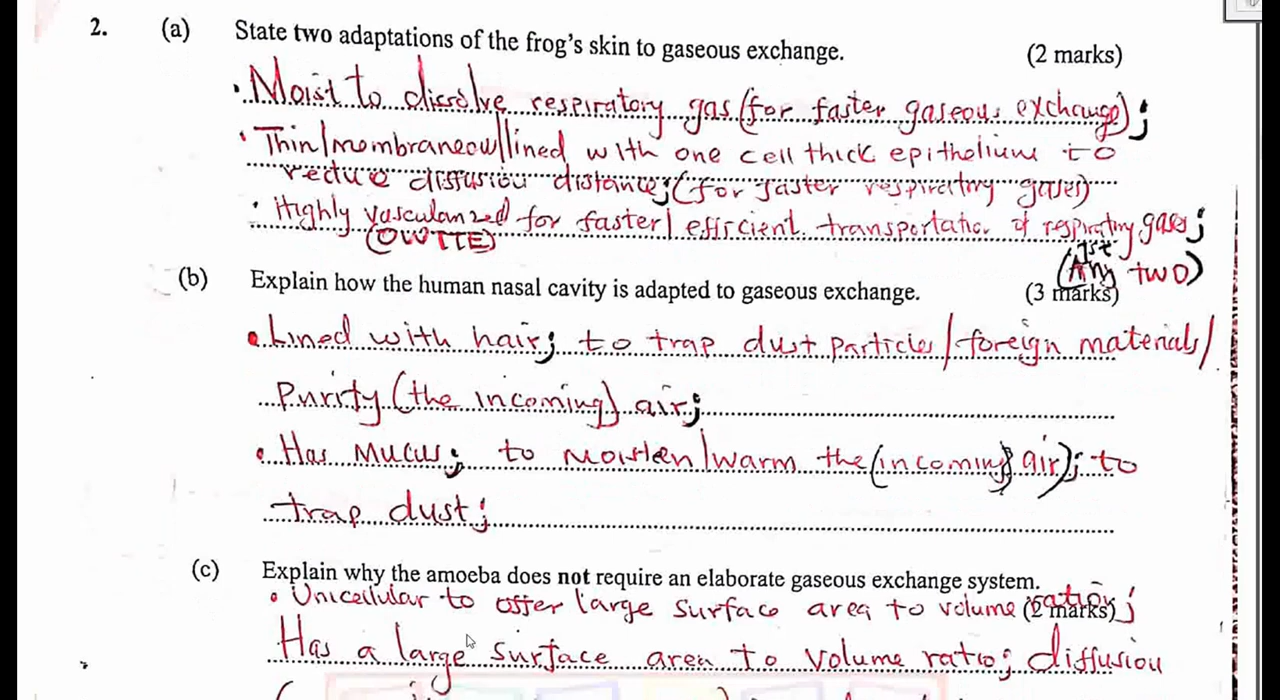 2. (a) State two adaptations of the frog's skin to gaseous exchange. (2 marks)
• Moist to dissolve respiratory gas (for faster gaseous exchange);
• Thin/membraneow/lined with one cell thick epithelium to
reduce diffusion distance; (for faster respiratory gases)
• Highly vascularized for faster/efficient transportation of respiratory gases;
(OWTTE)
1st
(Any two)
(b) Explain how the human nasal cavity is adapted to gaseous exchange. (3 marks)
• Lined with hair; to trap dust particles/foreign materials/
Purify (the incoming) air;
• Has Mucus; to moisten/warm the (incoming air); to
trap dust;
(c) Explain why the amoeba does not require an elaborate gaseous exchange system.
• Unicellular to offer large surface area to volume ratio; (2 marks)
Has a large surface area to volume ratio; diffusion